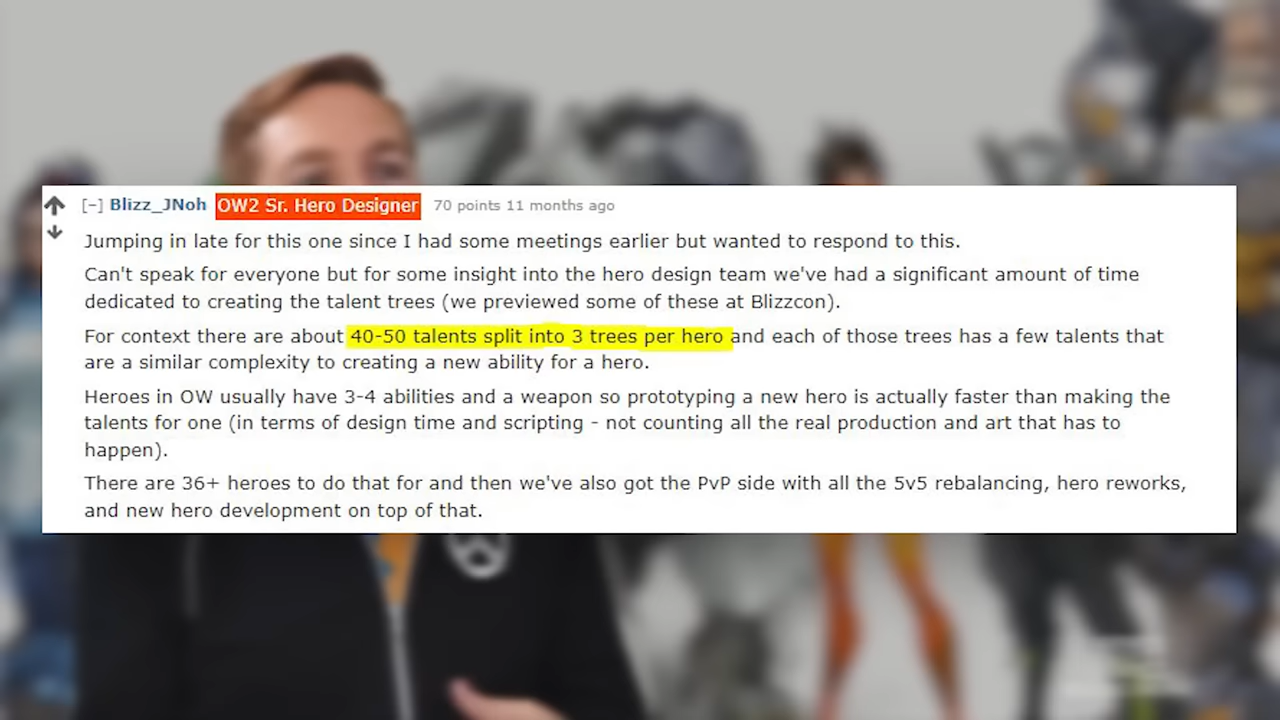 [-] Blizz_JNoh OW2 Sr. Hero Designer 70 points 11 months ago
Jumping in late for this one since I had some meetings earlier but wanted to respond to this.
Can't speak for everyone but for some insight into the hero design team we've had a significant amount of time
dedicated to creating the talent trees (we previewed some of these at Blizzcon).
For context there are about 40-50 talents split into 3 trees per hero and each of those trees has a few talents that
are a similar complexity to creating a new ability for a hero.
Heroes in OW usually have 3-4 abilities and a weapon so prototyping a new hero is actually faster than making the
talents for one (in terms of design time and scripting - not counting all the real production and art that has to
happen).
There are 36+ heroes to do that for and then we've also got the PvP side with all the 5v5 rebalancing, hero reworks,
and new hero development on top of that.